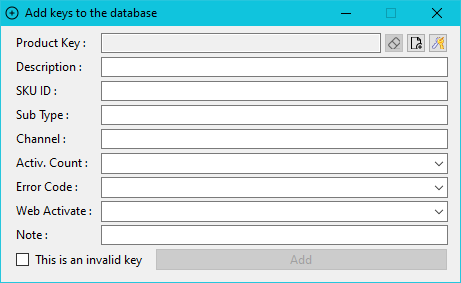 Add keys to the database
Product Key :
Description :
SKU ID :
Sub Type :
Channel :
Activ. Count :
Error Code :
Web Activate :
Note :
This is an invalid key
Add